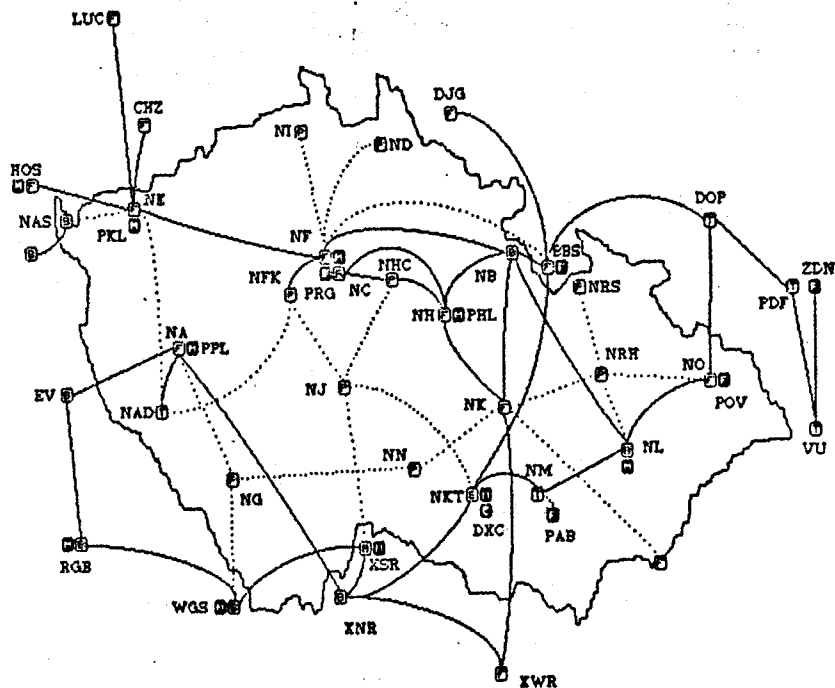 LUC
CHZ
DJG
NI
ND
HOS
NE
DOP
NAS
PKL
NF
EBS
NFK
NHC
NB
ZDN
PRG
NC
NRS
PDF
NH
PHL
NA
PPL
NRH
NO
EV
NAD
NJ
NK
POV
NL
VU
NN
NM
NG
NKT
DXC
PAB
RGB
XSR
WGS
XNR
XWR